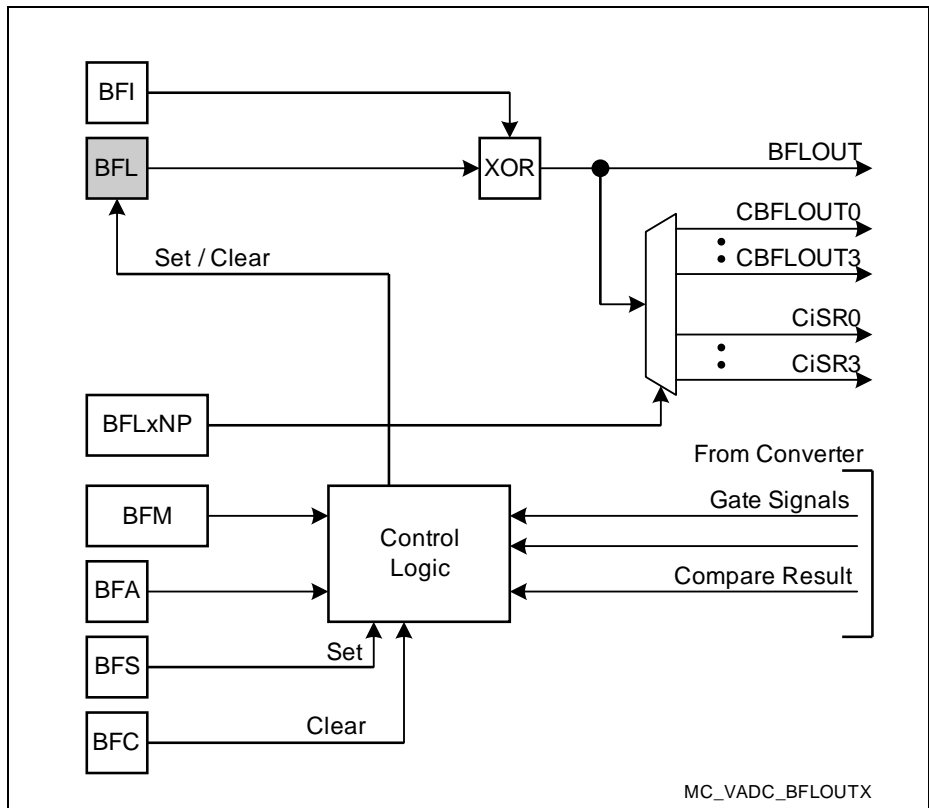 BFI
BFL
XOR
BFLOUT
CBFLOUT0
CBFLOUT3
Set / Clear
CiSR0
CiSR3
BFLxNP
From Converter
BFM
Control
Logic
Gate Signals
BFA
Compare Result
BFS
Set
BFC
Clear
MC_VADC_BFLOUTX